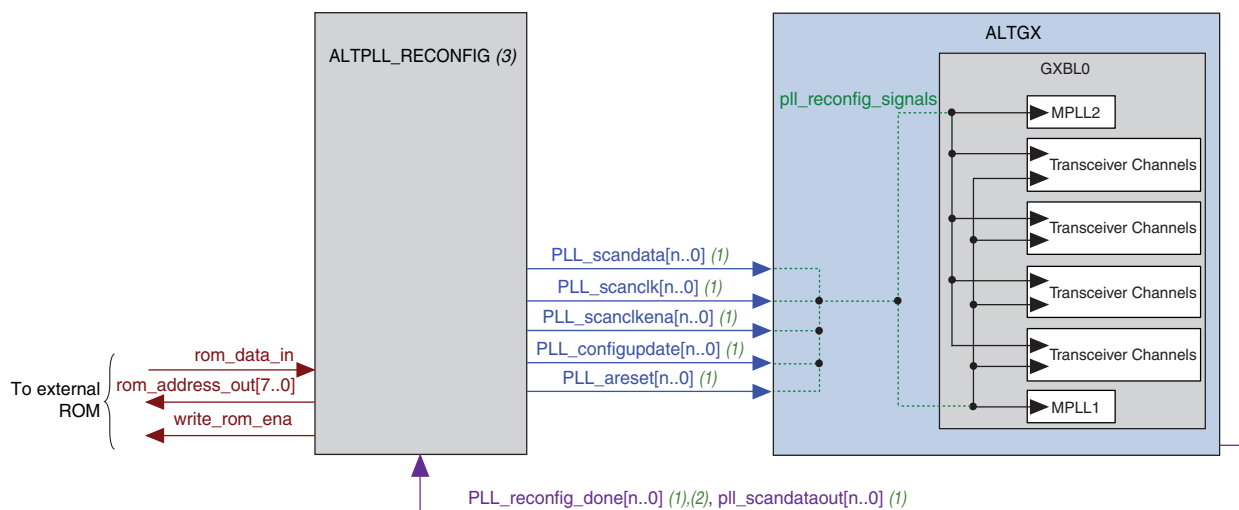 ALTPLL_RECONFIG (3)
ALTGX
GXBL0
pll_reconfig_signals
MPLL2
Transceiver Channels
Transceiver Channels
Transceiver Channels
Transceiver Channels
MPLL1
PLL_scandata[n..0] (1)
PLL_scanclk[n..0] (1)
PLL_scanclkena[n..0] (1)
PLL_configupdate[n..0] (1)
PLL_areset[n..0] (1)
To external
ROM
rom_data_in
rom_address_out[7..0]
write_rom_ena
PLL_reconfig_done[n..0] (1),(2), pll_scandataout[n..0] (1)